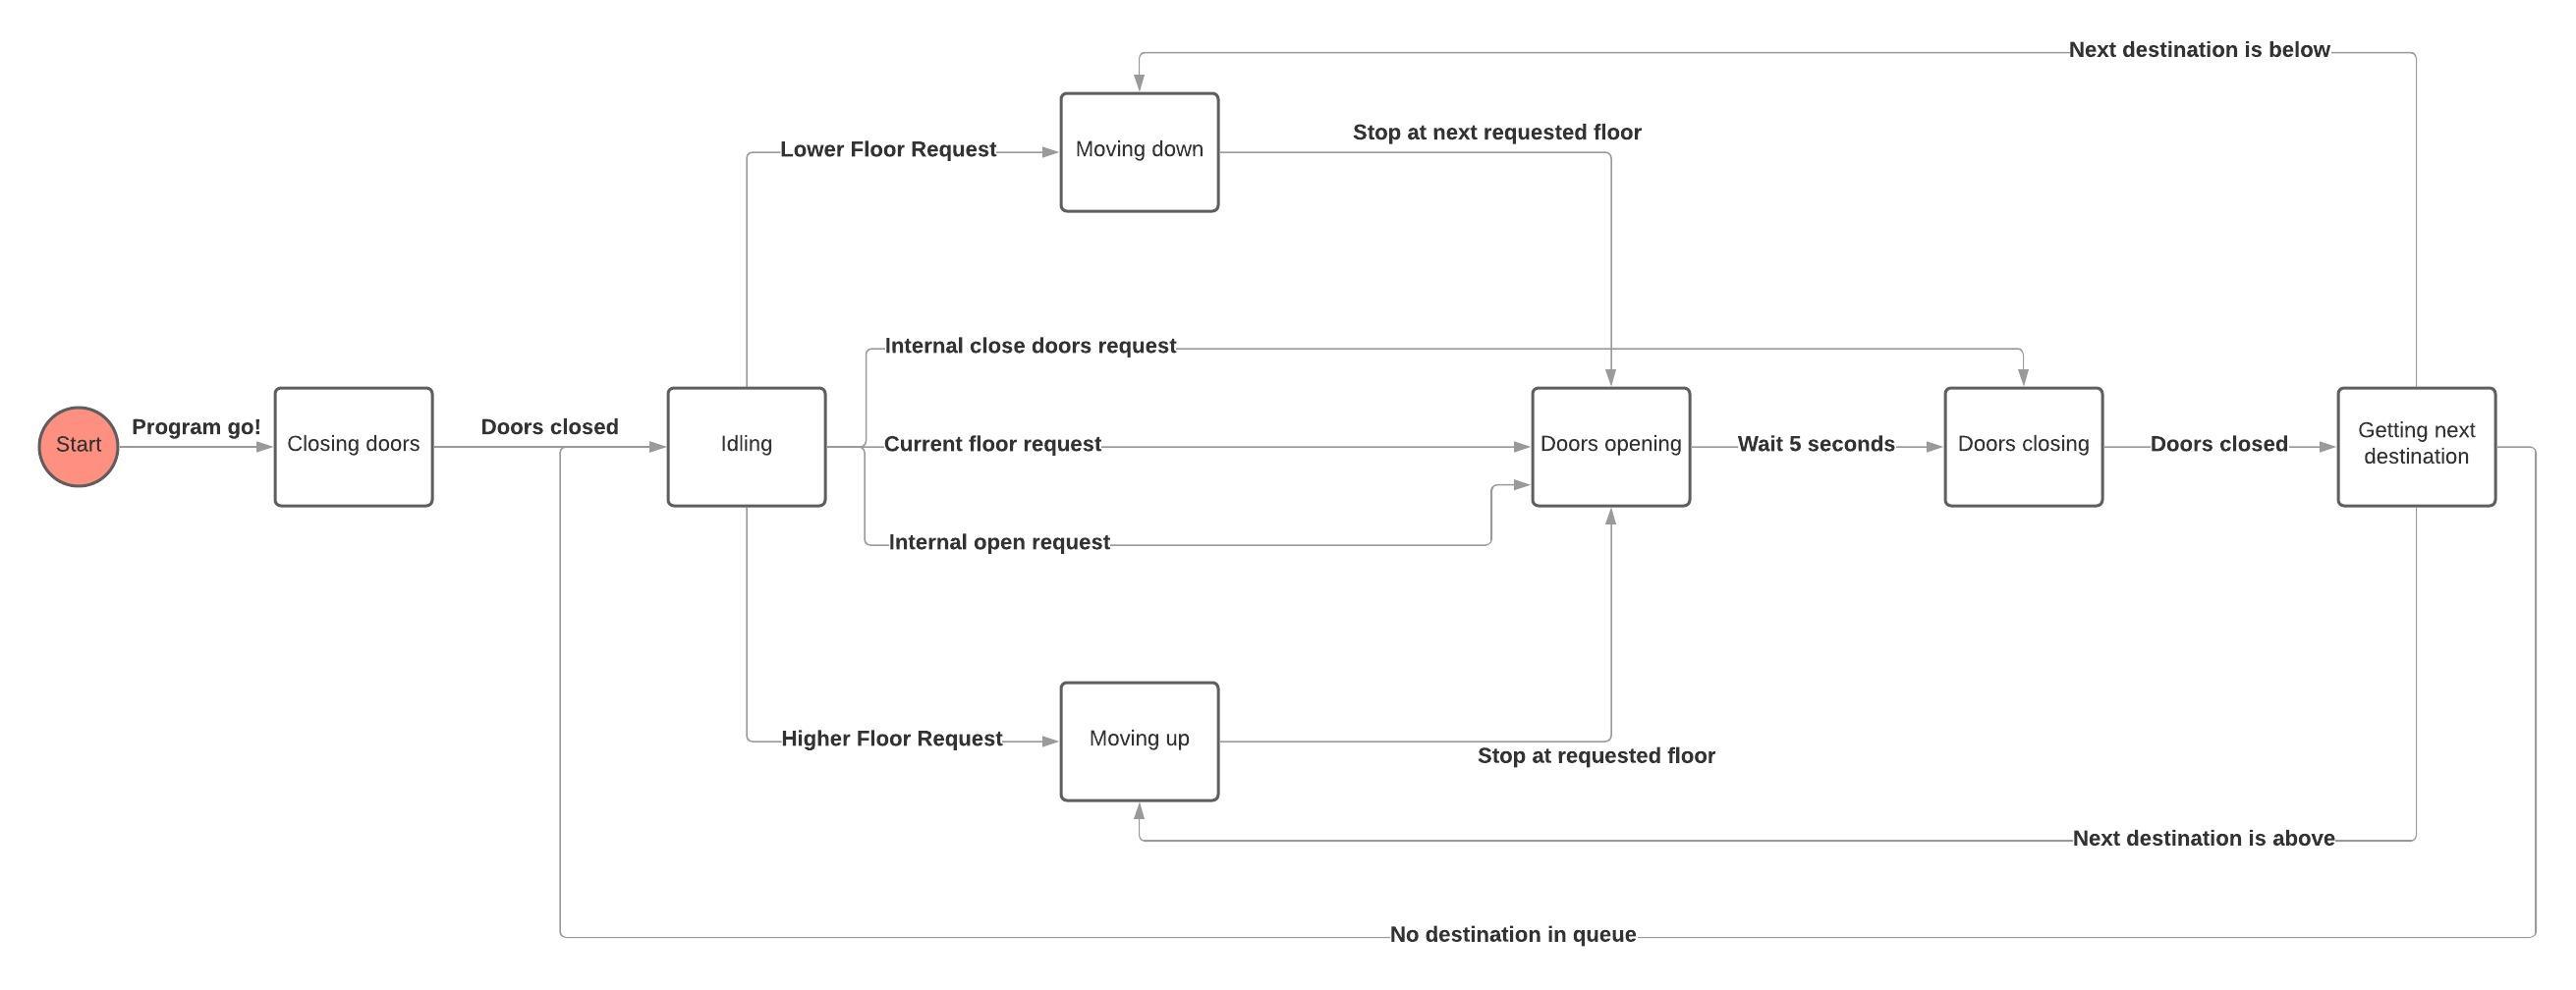 Next destination is below
Stop at next requested floor
Lower Floor Request
Moving down
Internal close doors request
Program go!
Doors closed
Start
Closing doors
Idling
Current floor request
Doors opening
Wait 5 seconds
Doors closing
Doors closed
Getting next
destination
Internal open request
Higher Floor Request
Moving up
Stop at requested floor
Next destination is above
No destination in queue